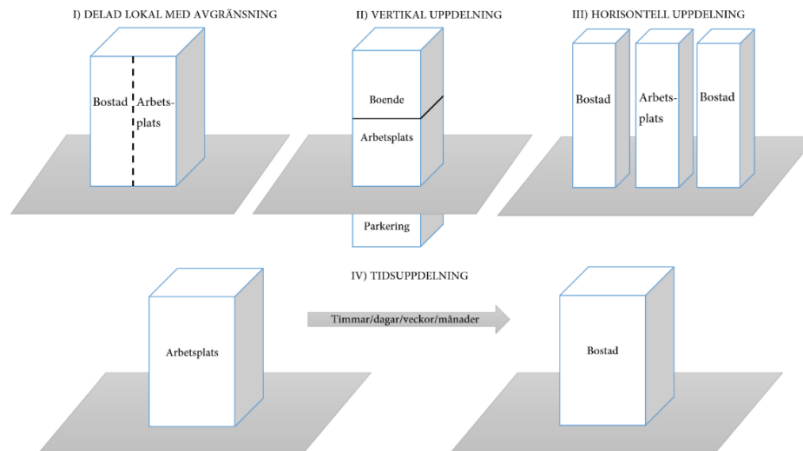 I) DELAD LOKAL MED AVGRÄNSNING
II) VERTIKAL UPPDELNING
III) HORISONTELL UPPDELNING
Bostad
Arbets-
plats
Boende
Arbetsplats
Parkering
Bostad
Arbets-
plats
Bostad
IV) TIDSUPPDELNING
Arbetsplats
Timmar/dagar/veckor/månader
Bostad